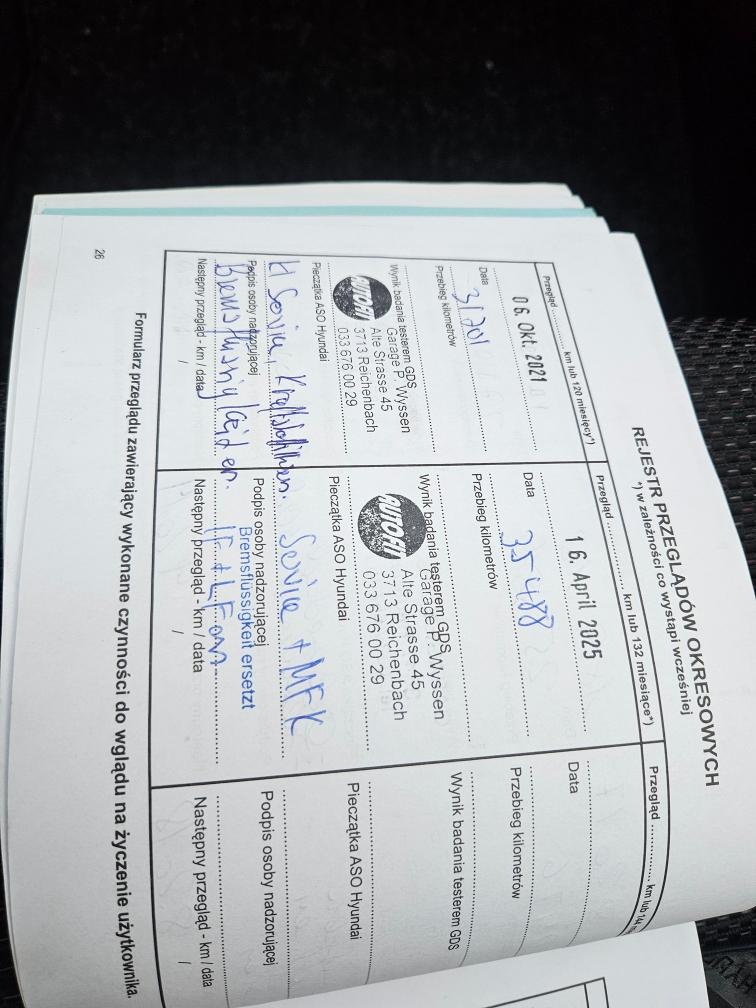 REJESTR PRZEGLĄDÓW OKRESOWYCH
*) w zależności co wystąpi wcześniej
Przegląd .............. km lub 120 miesięcy*)
06. Okt. 2021
Data
31701
Przebieg kilometrów
Wynik badania testerem GDS
autofit
Garage P. Wyssen
Alte Strasse 45
3713 Reichenbach
033 676 00 29
Pieczątka ASO Hyundai
Podpis osoby nadzorującej
Następny przegląd - km / data
/
Przegląd .............. km lub 132 miesiące*)
16. April 2025
Data
35488
Przebieg kilometrów
Wynik badania testerem GDS
autofit
Garage P. Wyssen
Alte Strasse 45
3713 Reichenbach
033 676 00 29
Pieczątka ASO Hyundai
Service + MFK
Podpis osoby nadzorującej
Bremsflüssigkeit ersetzt
Następny przegląd - km / data
/
Przegląd .............. km lub 144
Data
Przebieg kilometrów
Wynik badania testerem GDS
Pieczątka ASO Hyundai
Podpis osoby nadzorującej
Następny przegląd - km / data
/
Formularz przeglądu zawierający wykonane czynności do wglądu na życzenie użytkownika.
26